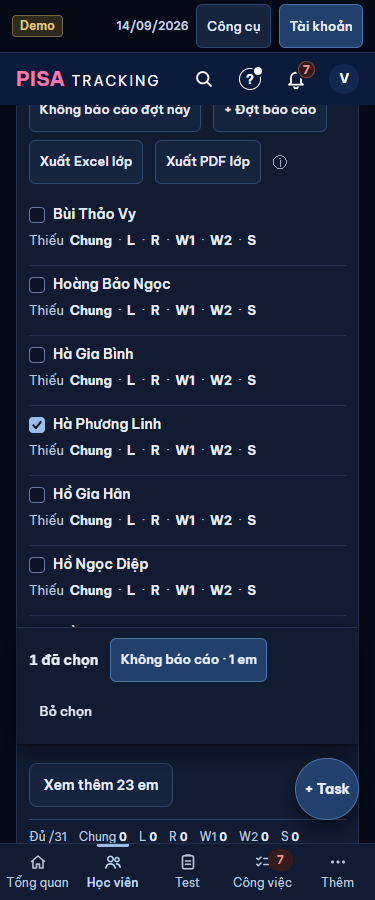 Demo 14/09/2026 Công cụ Tài khoản
PISA TRACKING ? 7 V
Không báo cáo đợt này + Đợt báo cáo
Xuất Excel lớp Xuất PDF lớp ⓘ
Bùi Thảo Vy
Thiếu Chung · L · R · W1 · W2 · S
Hoàng Bảo Ngọc
Thiếu Chung · L · R · W1 · W2 · S
Hà Gia Bình
Thiếu Chung · L · R · W1 · W2 · S
Hà Phương Linh
Thiếu Chung · L · R · W1 · W2 · S
Hồ Gia Hân
Thiếu Chung · L · R · W1 · W2 · S
Hồ Ngọc Diệp
Thiếu Chung · L · R · W1 · W2 · S
1 đã chọn Không báo cáo · 1 em
Bỏ chọn
Xem thêm 23 em
+ Task
Đủ /31 Chung 0 L 0 R 0 W1 0 W2 0 S 0
7
Tổng quan Học viên Test Công việc Thêm